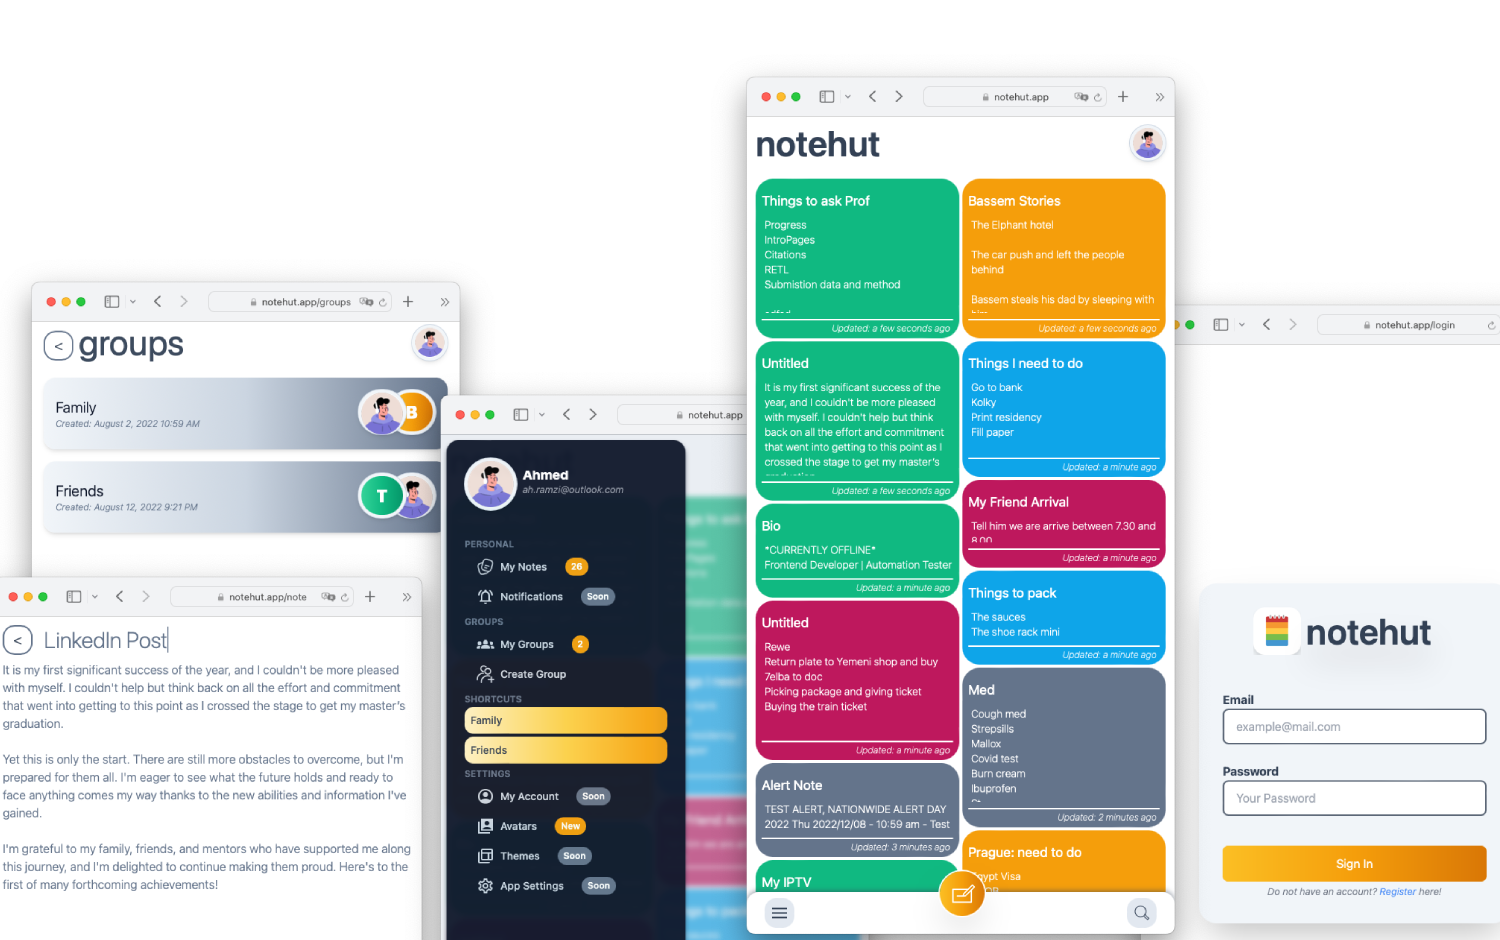 notehut.app/groups
< groups
Family
Created: August 2, 2022 10:59 AM
B
Friends
Created: August 12, 2022 9:21 PM
T
notehut.app/note
< LinkedIn Post
It is my first significant success of the year, and I couldn't be more pleased
with myself. I couldn't help but think back on all the effort and commitment
that went into getting to this point as I crossed the stage to get my master's
graduation.
Yet this is only the start. There are still more obstacles to overcome, but I'm
prepared for them all. I'm eager to see what the future holds and ready to
face anything comes my way thanks to the new abilities and information I've
gained.
I'm grateful to my family, friends, and mentors who have supported me along
this journey, and I'm delighted to continue making them proud. Here's to the
first of many forthcoming achievements!
notehut.app
Ahmed
ah.ramzi@outlook.com
PERSONAL
My Notes 26
Notifications Soon
GROUPS
My Groups 2
Create Group
SHORTCUTS
Family
Friends
SETTINGS
My Account Soon
Avatars New
Themes Soon
App Settings Soon
notehut.app
notehut
Things to ask Prof
Progress
IntroPages
Citations
RETL
Submistion data and method
Updated: a few seconds ago
Untitled
It is my first significant success of the
year, and I couldn't be more pleased
with myself. I couldn't help but think
back on all the effort and commitment
that went into getting to this point as I
crossed the stage to get my master's
graduation
Updated: a few seconds ago
Bio
*CURRENTLY OFFLINE*
Frontend Developer | Automation Tester
Updated: a minute ago
Untitled
Rewe
Return plate to Yemeni shop and buy
7elba to doc
Picking package and giving ticket
Buying the train ticket
Updated: a minute ago
Alert Note
TEST ALERT, NATIONWIDE ALERT DAY
2022 Thu 2022/12/08 - 10:59 am - Test
Updated: 3 minutes ago
My IPTV
Bassem Stories
The Elphant hotel
The car push and left the people
behind
Bassem steals his dad by sleeping with
him
Updated: a few seconds ago
Things I need to do
Go to bank
Kolky
Print residency
Fill paper
Updated: a minute ago
My Friend Arrival
Tell him we are arrive between 7.30 and
8.00
Updated: a minute ago
Things to pack
The sauces
The shoe rack mini
Updated: a minute ago
Med
Cough med
Strepsills
Mallox
Covid test
Burn cream
Ibuprofen
Updated: 2 minutes ago
Prague: need to do
Egypt Visa
notehut.app/login
notehut
Email
example@mail.com
Password
Your Password
Sign In
Do not have an account? Register here!